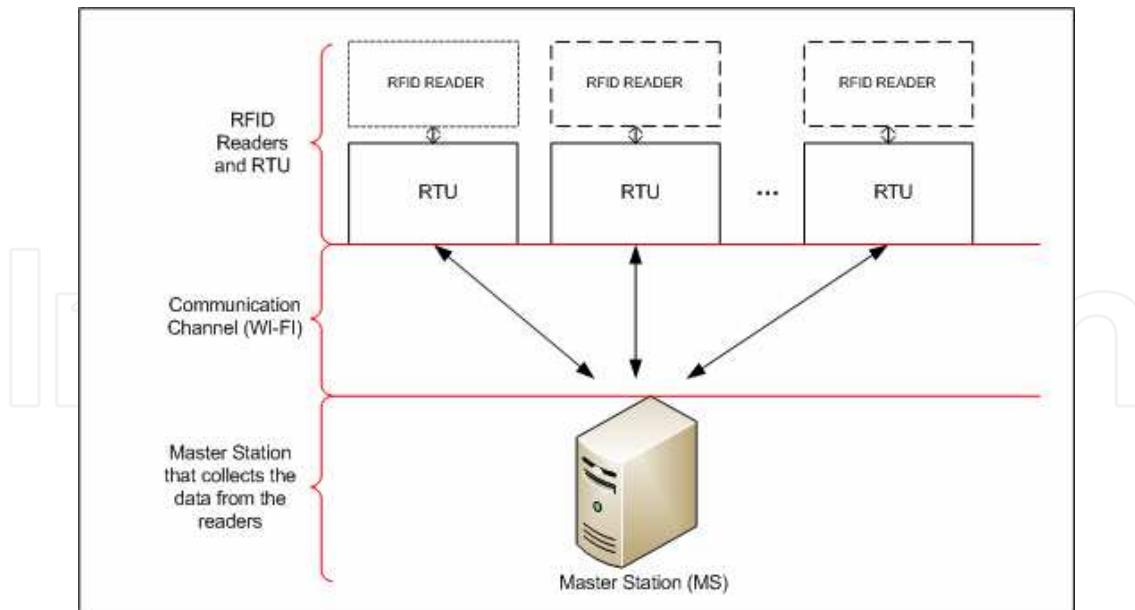 RFID READER
RFID READER
RFID READER
RFID
Readers
and RTU
RTU
RTU
...
RTU
Communication
Channel (WI-FI)
Master Station
that collects the
data from the
readers
Master Station (MS)